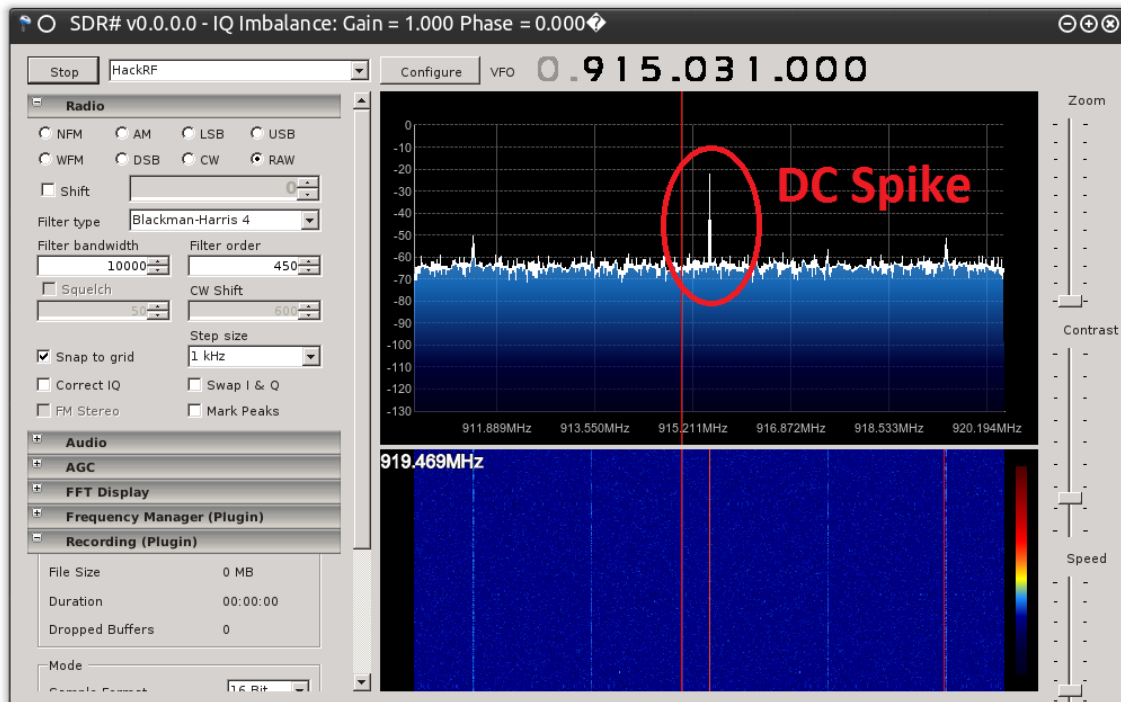 SDR# v0.0.0.0 - IQ Imbalance: Gain = 1.000 Phase = 0.000�
Stop HackRF Configure VFO 0.915.031.000
Radio
NFM AM LSB USB
WFM DSB CW RAW
Shift 0
Filter type Blackman-Harris 4
Filter bandwidth Filter order
10000 450
Squelch CW Shift
50 600
Step size
Snap to grid 1 kHz
Correct IQ Swap I & Q
FM Stereo Mark Peaks
Audio
AGC
FFT Display
Frequency Manager (Plugin)
Recording (Plugin)
File Size 0 MB
Duration 00:00:00
Dropped Buffers 0
Mode
Sample Format 16 Bit
0
-10
-20
-30
-40
-50
-60
-70
-80
-90
-100
-110
-120
-130
DC Spike
911.889MHz 913.550MHz 915.211MHz 916.872MHz 918.533MHz 920.194MHz
919.469MHz
Zoom
Contrast
Speed